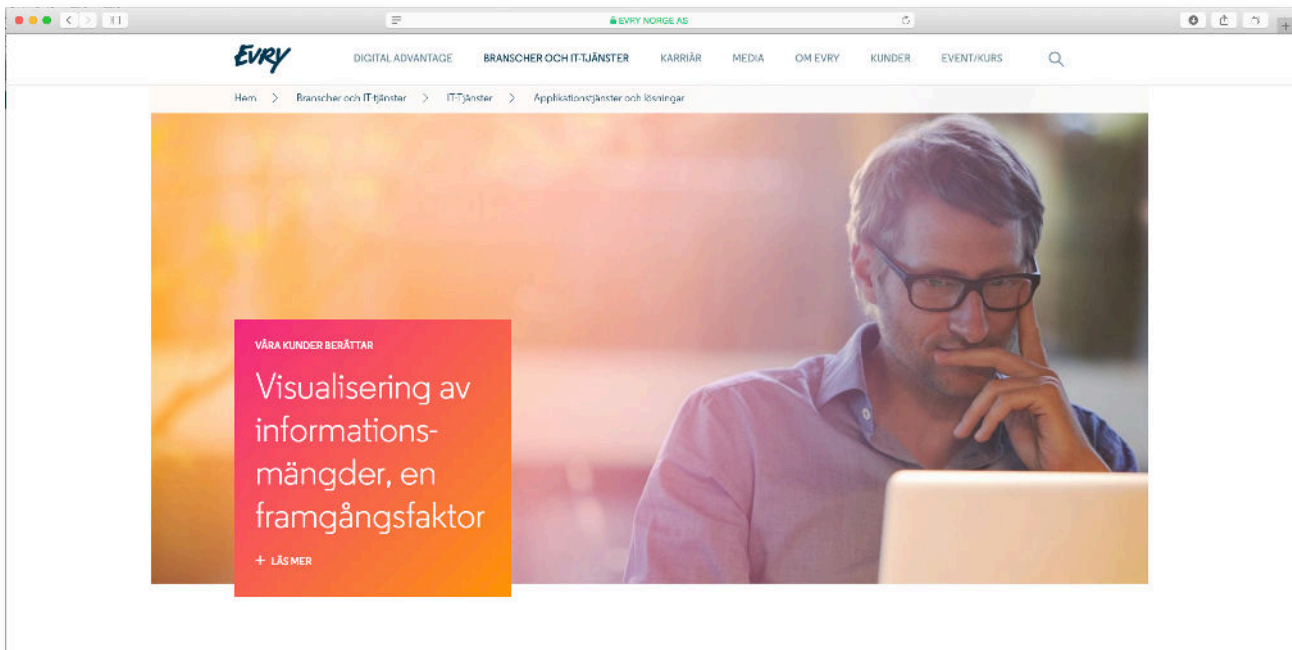 EVRY NORGE AS
EVRY
DIGITAL ADVANTAGE BRANSCHER OCH IT-TJÄNSTER KARRIÄR MEDIA OM EVRY KUNDER EVENT/KURS
Hem > Branscher och IT-tjänster > IT-Tjänster > Applikationstjänster och lösningar
VÅRA KUNDER BERÄTTAR
Visualisering av
informations-
mängder, en
framgångsfaktor
+ LÄS MER